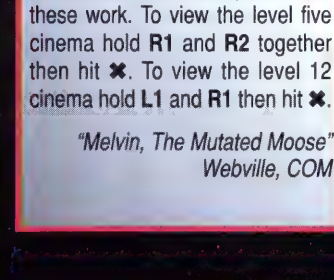 these work. To view the level five
cinema hold R1 and R2 together
then hit ✖. To view the level 12
cinema hold L1 and R1 then hit ✖.
"Melvin, The Mutated Moose"
Webville, COM